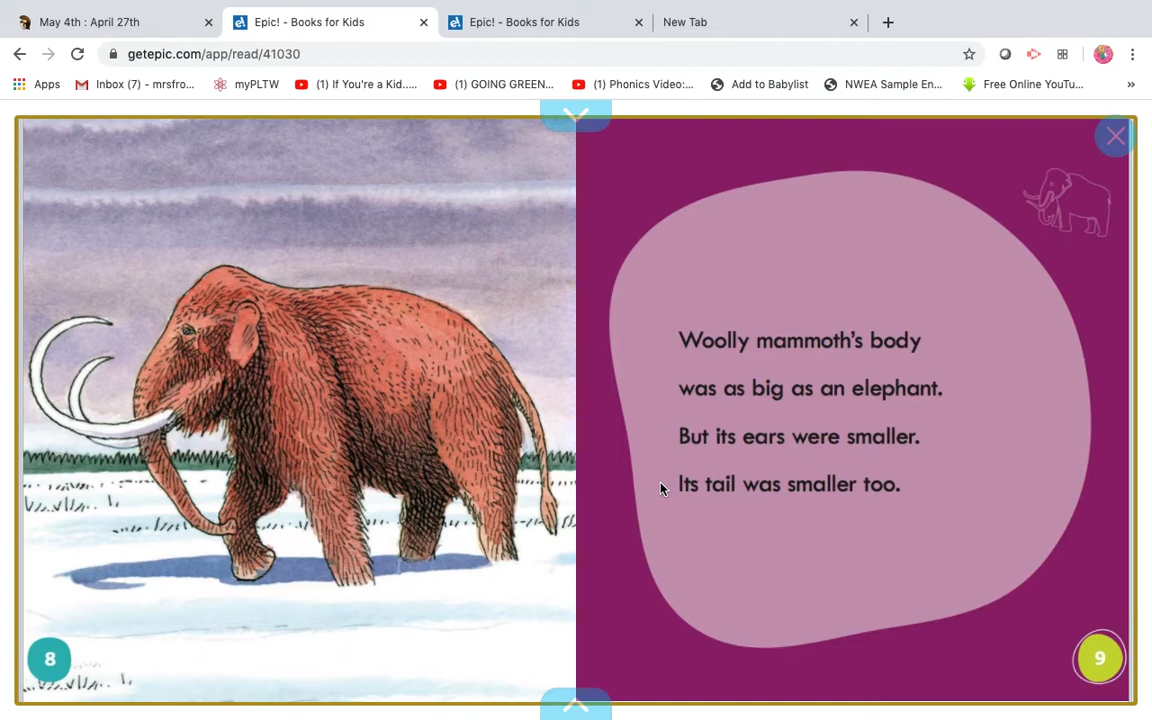 May 4th : April 27th
Epic! - Books for Kids
Epic! - Books for Kids
New Tab
getepic.com/app/read/41030
Apps
Inbox (7) - mrsfro...
myPLTW
(1) If You're a Kid....
(1) GOING GREEN...
(1) Phonics Video:...
Add to Babylist
NWEA Sample En...
Free Online YouTu...
»
Woolly mammoth's body
was as big as an elephant.
But its ears were smaller.
Its tail was smaller too.
8
9